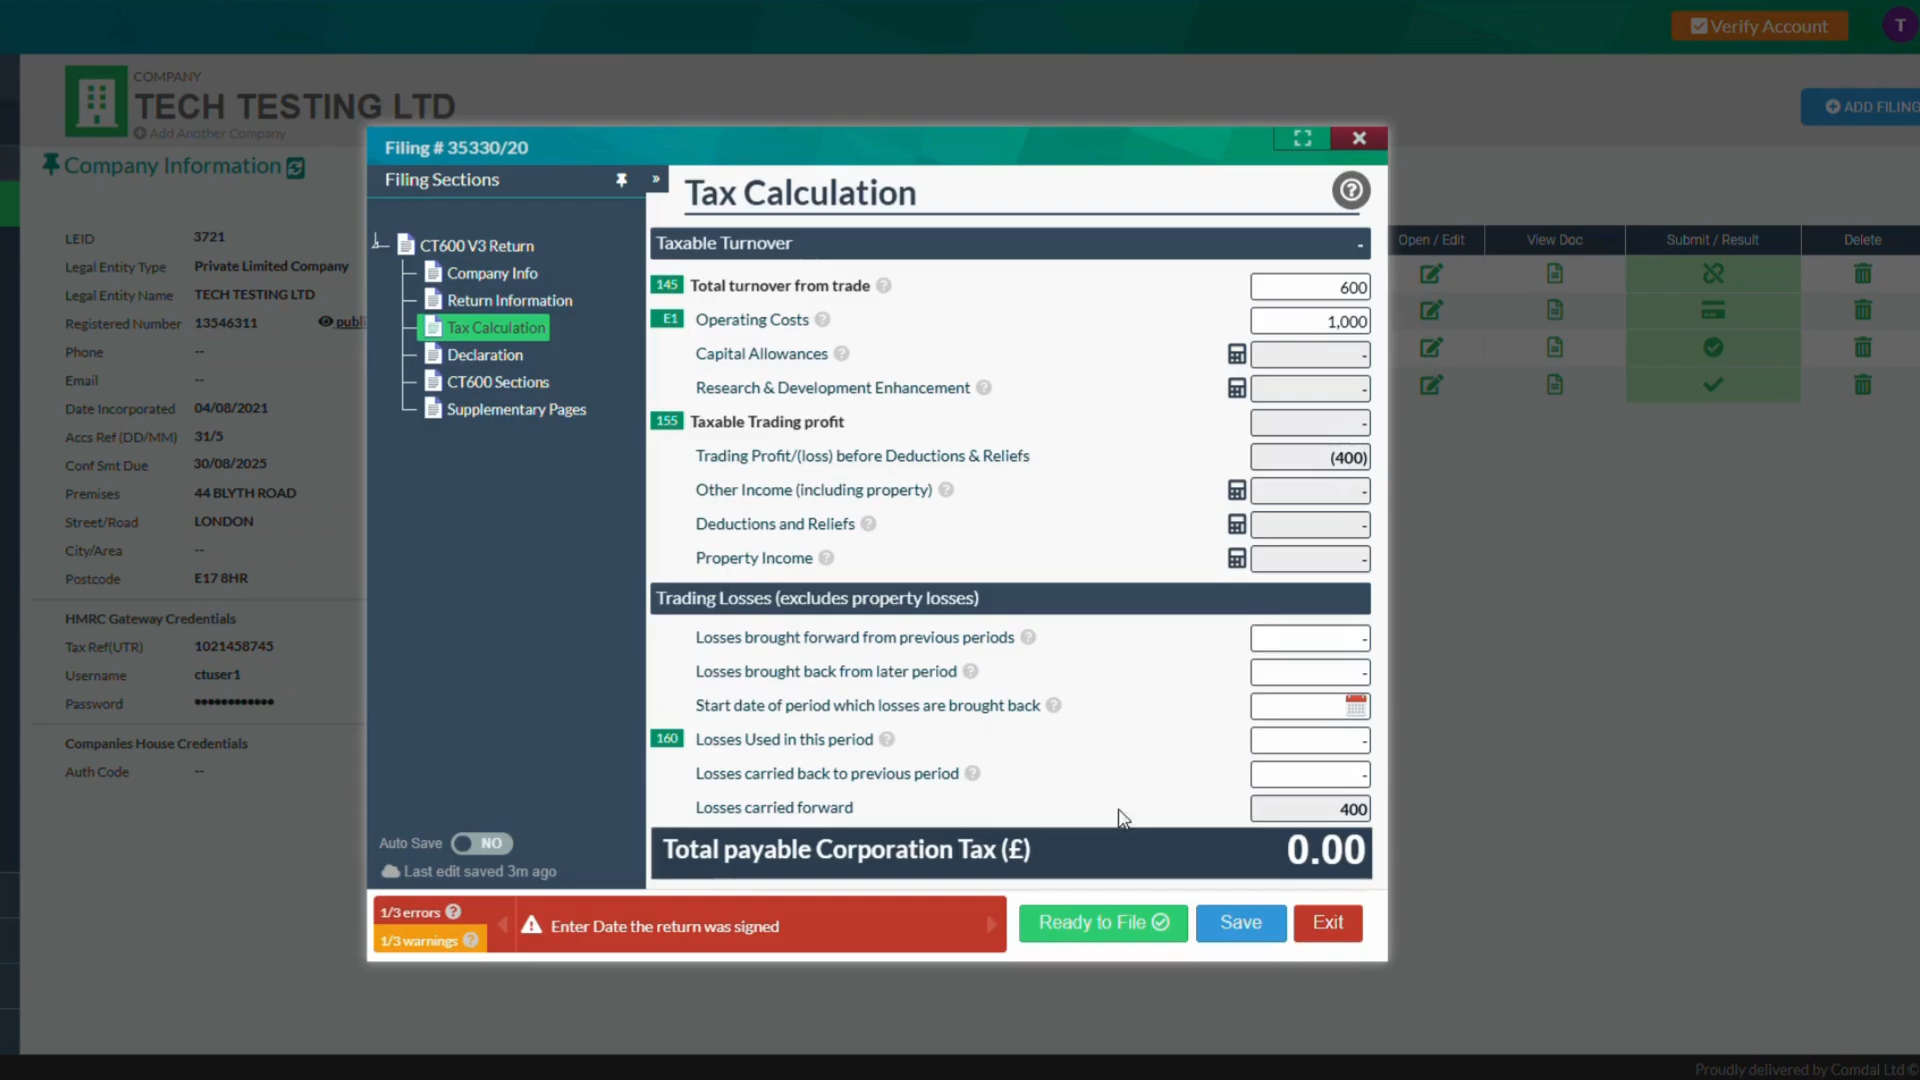 Verify Account
T
COMPANY
TECH TESTING LTD
Add Another Company
ADD FILING
Company Information
LEID 3721
Legal Entity Type Private Limited Company
Legal Entity Name TECH TESTING LTD
Registered Number 13546311 publi
Phone --
Email --
Date Incorporated 04/08/2021
Accs Ref (DD/MM) 31/5
Conf Smt Due 30/08/2025
Premises 44 BLYTH ROAD
Street/Road LONDON
City/Area --
Postcode E17 8HR
HMRC Gateway Credentials
Tax Ref(UTR) 1021458745
Username ctuser1
Password ••••••••••••
Companies House Credentials
Auth Code --
Filing # 35330/20
Filing Sections »
CT600 V3 Return
Company Info
Return Information
Tax Calculation
Declaration
CT600 Sections
Supplementary Pages
Auto Save NO
Last edit saved 3m ago
Tax Calculation
Taxable Turnover -
145 Total turnover from trade 600
E1 Operating Costs 1,000
Capital Allowances -
Research & Development Enhancement -
155 Taxable Trading profit -
Trading Profit/(loss) before Deductions & Reliefs (400)
Other Income (including property) -
Deductions and Reliefs -
Property Income -
Trading Losses (excludes property losses)
Losses brought forward from previous periods -
Losses brought back from later period -
Start date of period which losses are brought back
160 Losses Used in this period -
Losses carried back to previous period -
Losses carried forward 400
Total payable Corporation Tax (£) 0.00
1/3 errors
1/3 warnings
Enter Date the return was signed
Ready to File
Save
Exit
Open / Edit View Doc Submit / Result Delete
Proudly delivered by Comdal Ltd ©